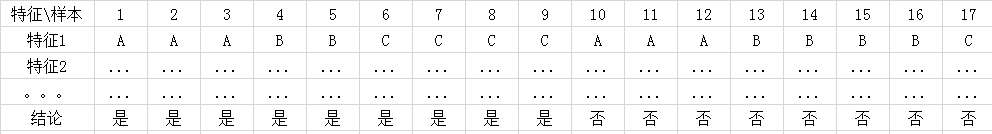 特征\样本 1 2 3 4 5 6 7 8 9 10 11 12 13 14 15 16 17
特征1 A A A B B C C C C A A A B B B B C
特征2 ... ... ... ... ... ... ... ... ... ... ... ... ... ... ... ... ...
。。。 ... ... ... ... ... ... ... ... ... ... ... ... ... ... ... ... ...
结论 是 是 是 是 是 是 是 是 是 否 否 否 否 否 否 否 否